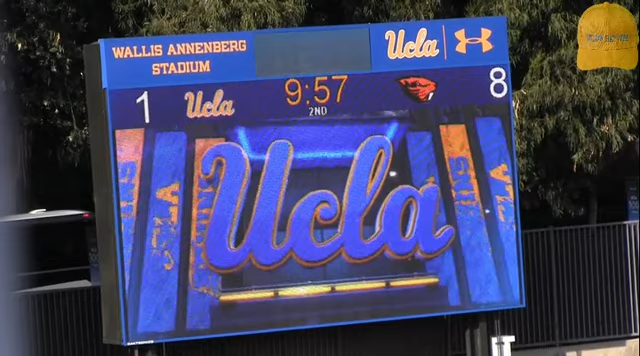 WALLIS ANNENBERG
STADIUM
Ucla
1
Ucla
9:57
2ND
8
Ucla